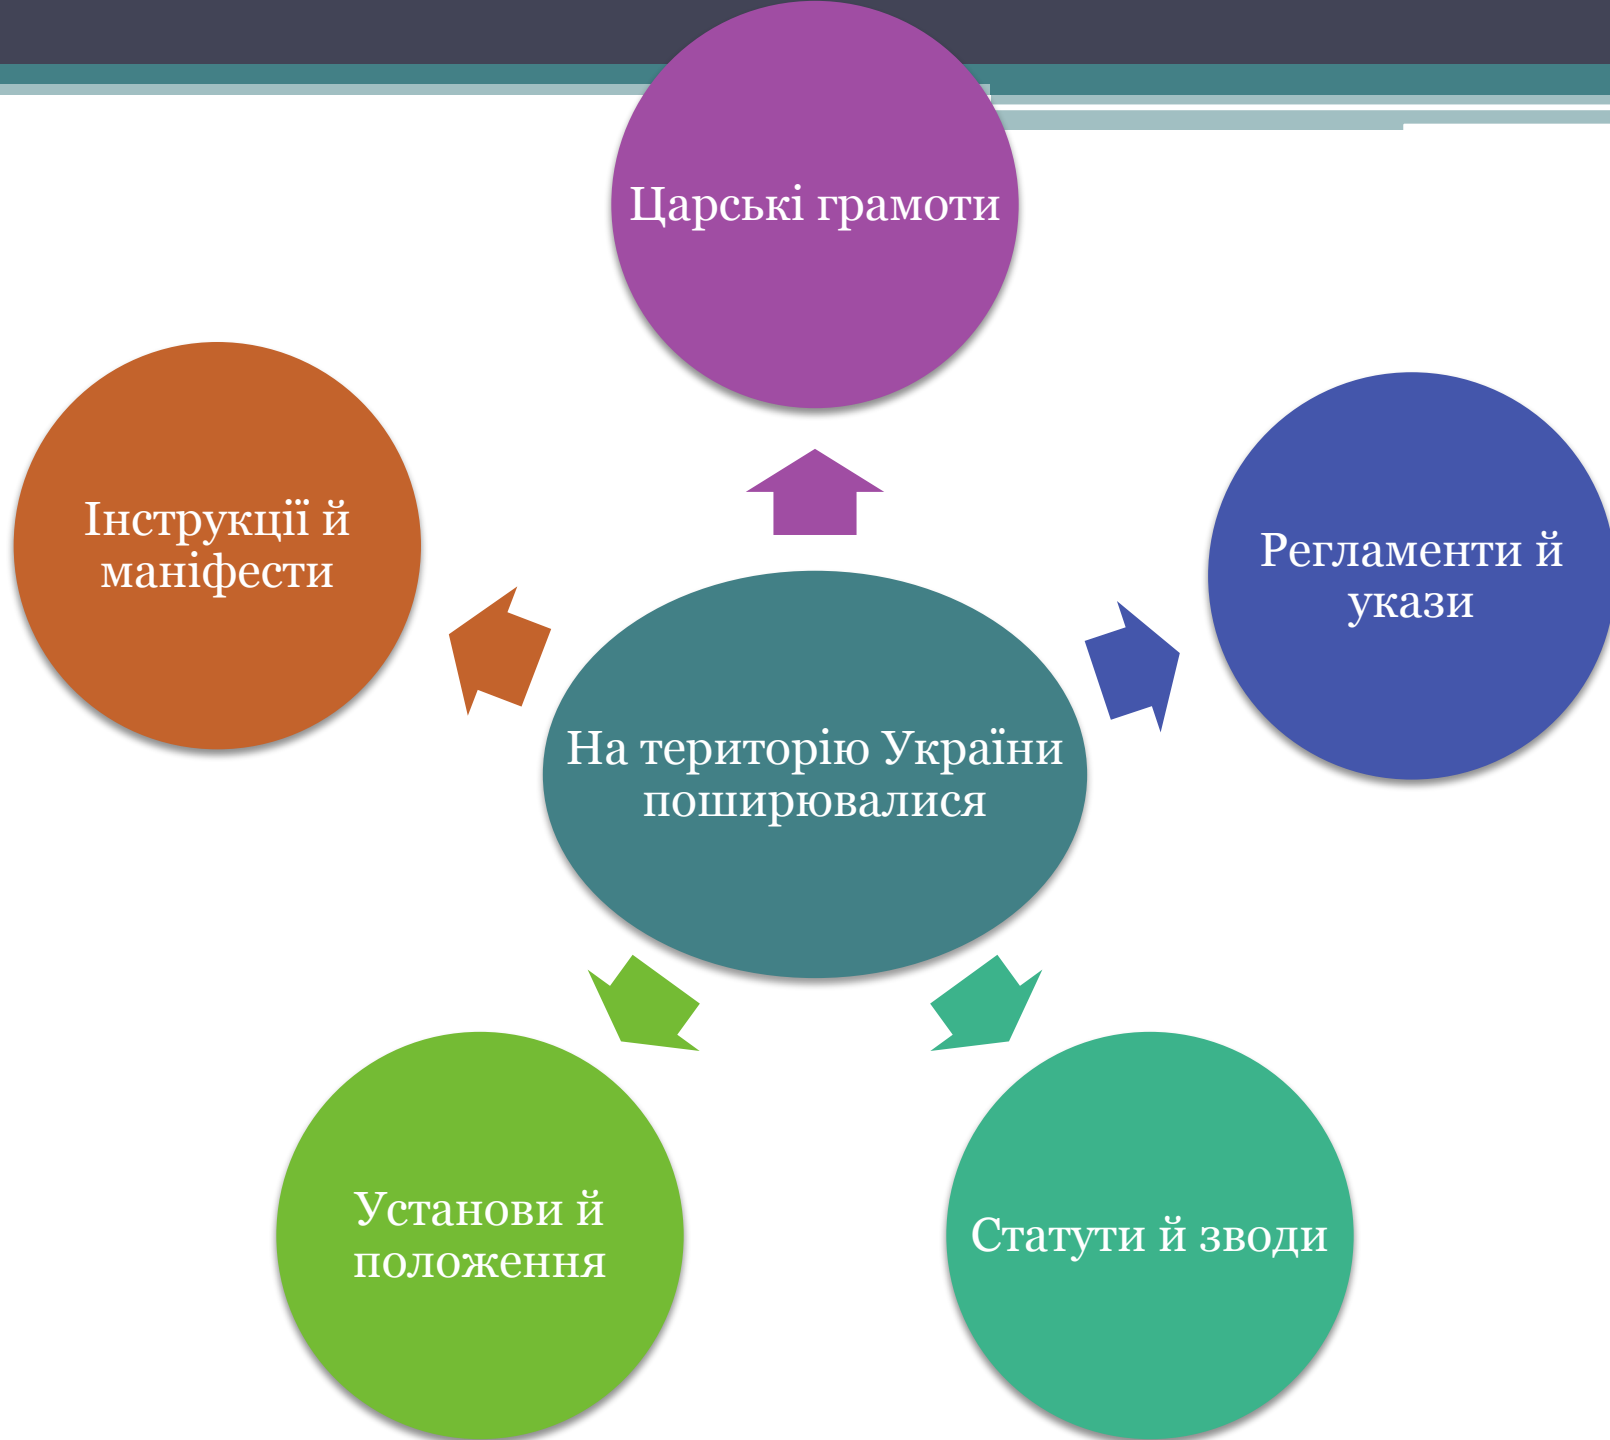 Царські грамоти
Інструкції й
маніфести
Регламенти й
укази
На територію України
поширювалися
Установи й
положення
Статути й зводи